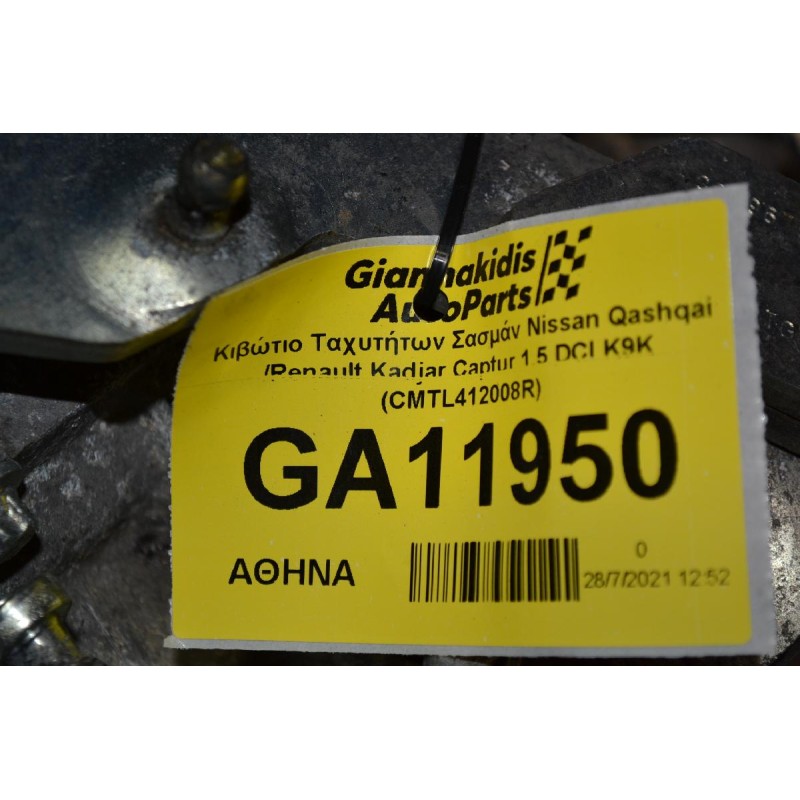 Giannakidis
AutoParts
Κιβώτιο Ταχυτήτων Σασμάν Nissan Qashqai
/Renault Kadjar Captur 1.5 DCI K9K
(CMTL412008R)
GA11950
ΑΘΗΝΑ
0
28/7/2021 12:52